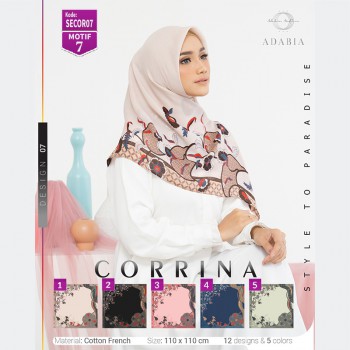 Kode:
SECOR07
MOTIF
7
ADABIA
DESIGN 07
STYLE TO PARADISE
CORRINA
1 2 3 4 5
Material: Cotton French Size: 110 x 110 cm 12 designs & 5 colors